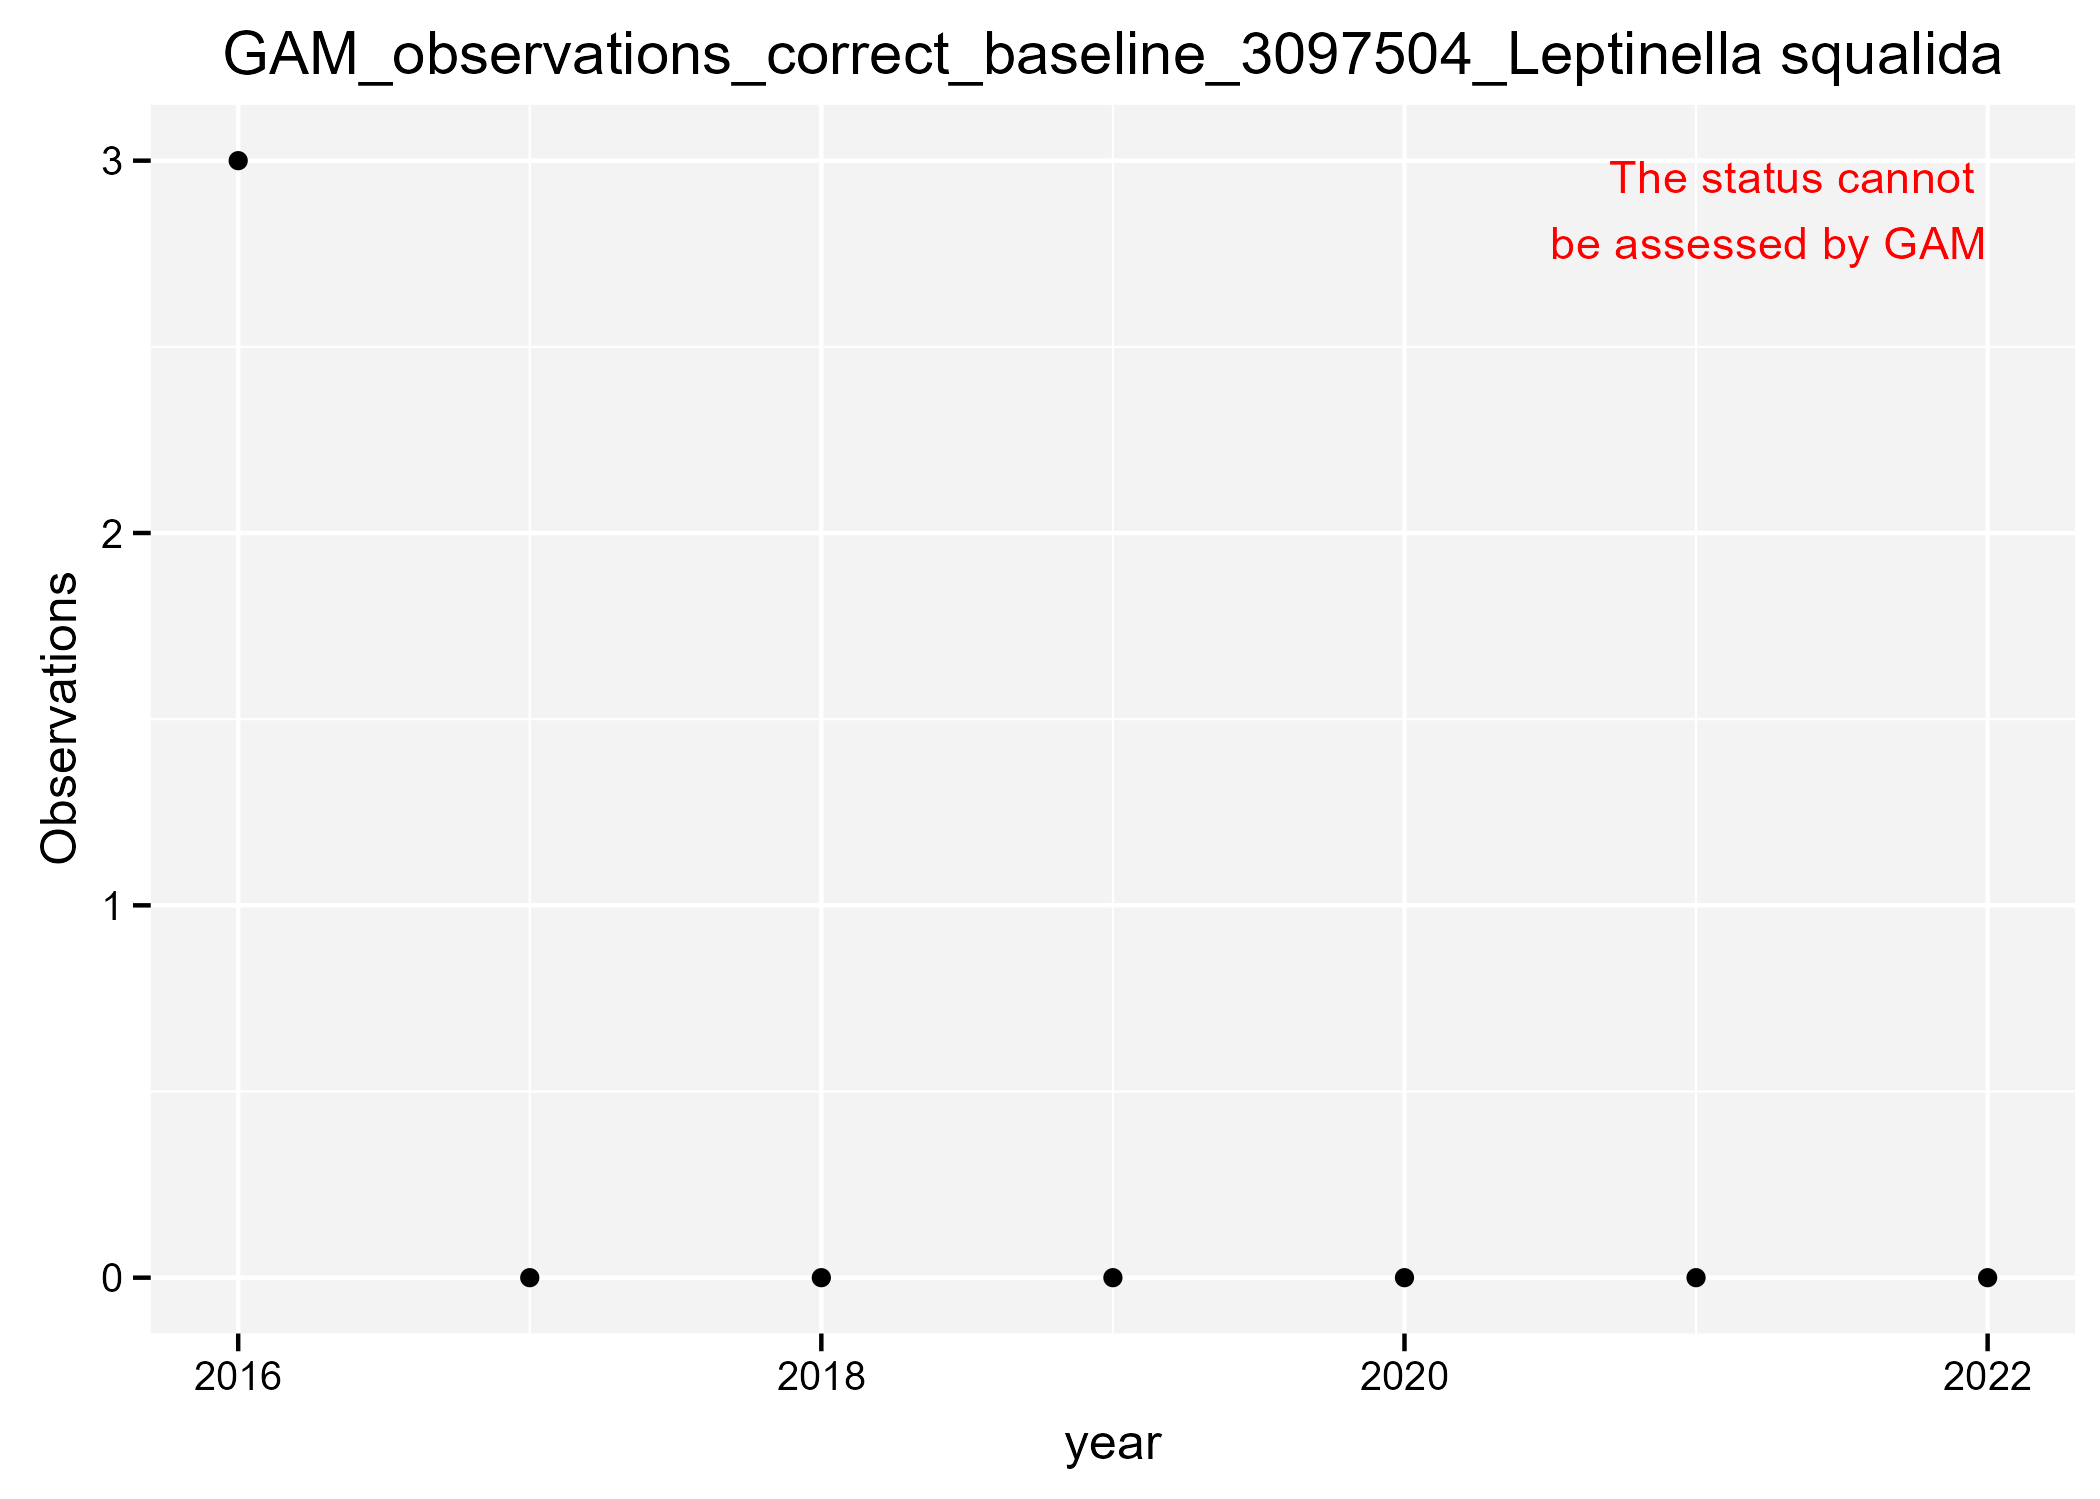 GAM_observations_correct_baseline_3097504_Leptinella squalida
The status cannot
be assessed by GAM
3
2
1
0
Observations
2016
2018
2020
2022
year